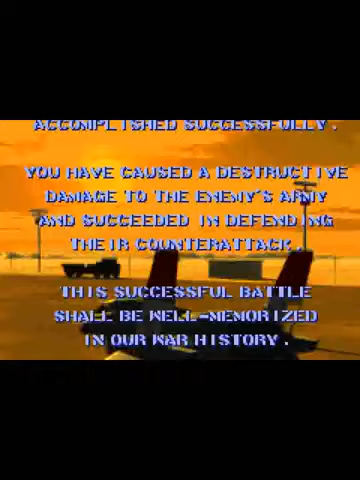 ACCOMPLISHED SUCCESSFULLY.
YOU HAVE CAUSED A DESTRUCTIVE
DAMAGE TO THE ENEMY'S ARMY
AND SUCCEEDED IN DEFENDING
THEIR COUNTERATTACK.
THIS SUCCESSFUL BATTLE
SHALL BE WELL-MEMORIZED
IN OUR WAR HISTORY.